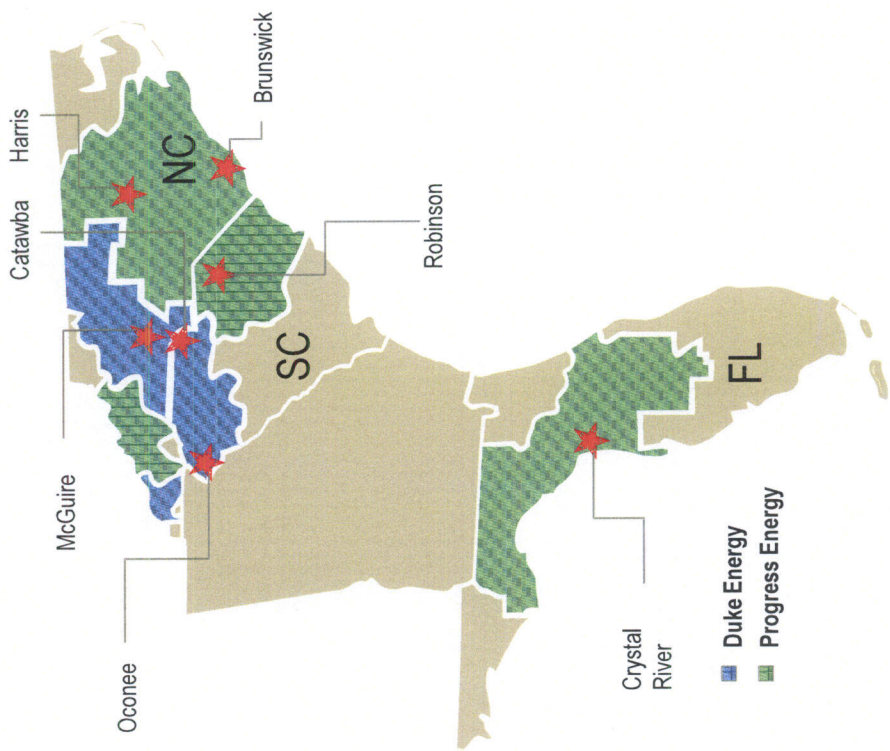 McGuire
Catawba
Harris
Oconee
NC
Brunswick
SC
Robinson
Crystal
River
FL
Duke Energy
Progress Energy